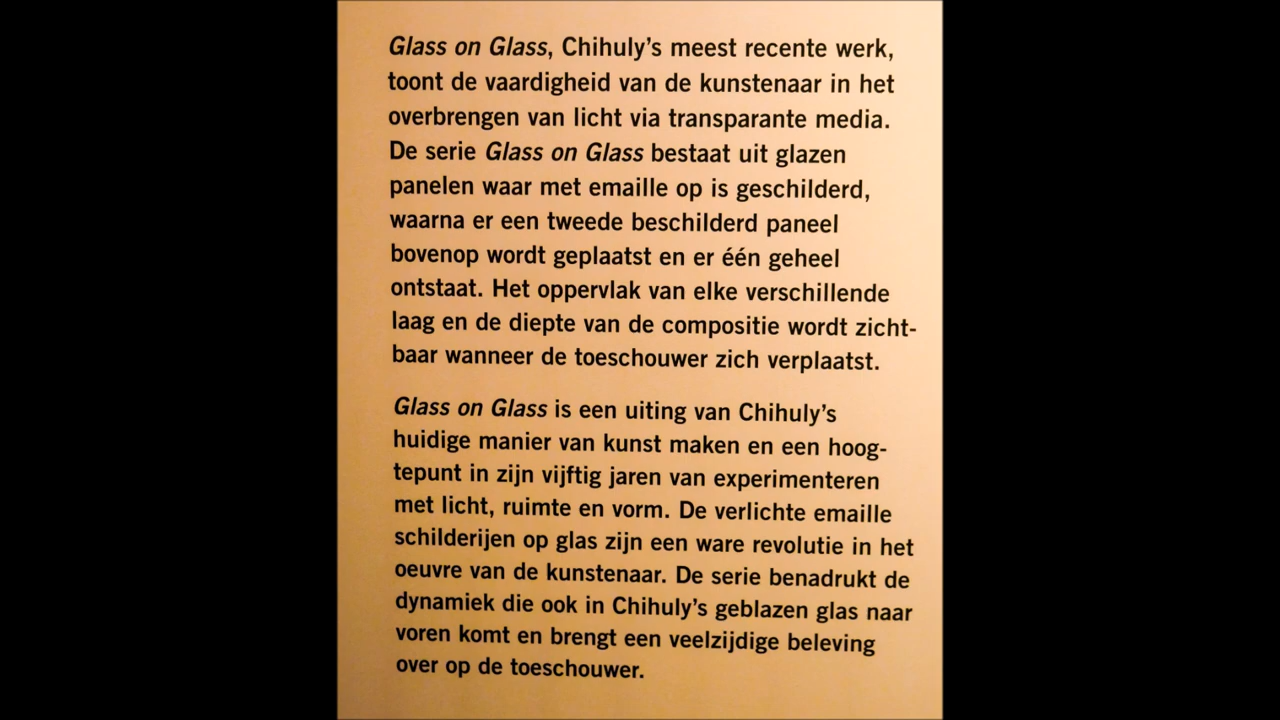 Glass on Glass, Chihuly's meest recente werk,
toont de vaardigheid van de kunstenaar in het
overbrengen van licht via transparante media.
De serie Glass on Glass bestaat uit glazen
panelen waar met emaille op is geschilderd,
waarna er een tweede beschilderd paneel
bovenop wordt geplaatst en er één geheel
ontstaat. Het oppervlak van elke verschillende
laag en de diepte van de compositie wordt zicht-
baar wanneer de toeschouwer zich verplaatst.
Glass on Glass is een uiting van Chihuly's
huidige manier van kunst maken en een hoog-
tepunt in zijn vijftig jaren van experimenteren
met licht, ruimte en vorm. De verlichte emaille
schilderijen op glas zijn een ware revolutie in het
oeuvre van de kunstenaar. De serie benadrukt de
dynamiek die ook in Chihuly's geblazen glas naar
voren komt en brengt een veelzijdige beleving
over op de toeschouwer.